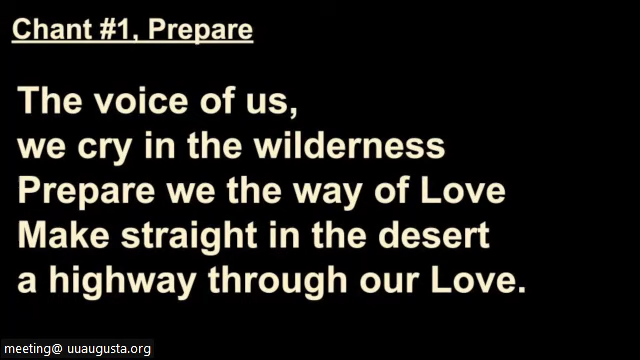 Chant #1, Prepare
The voice of us,
we cry in the wilderness
Prepare we the way of Love
Make straight in the desert
a highway through our Love.
meeting@ uuaugusta.org